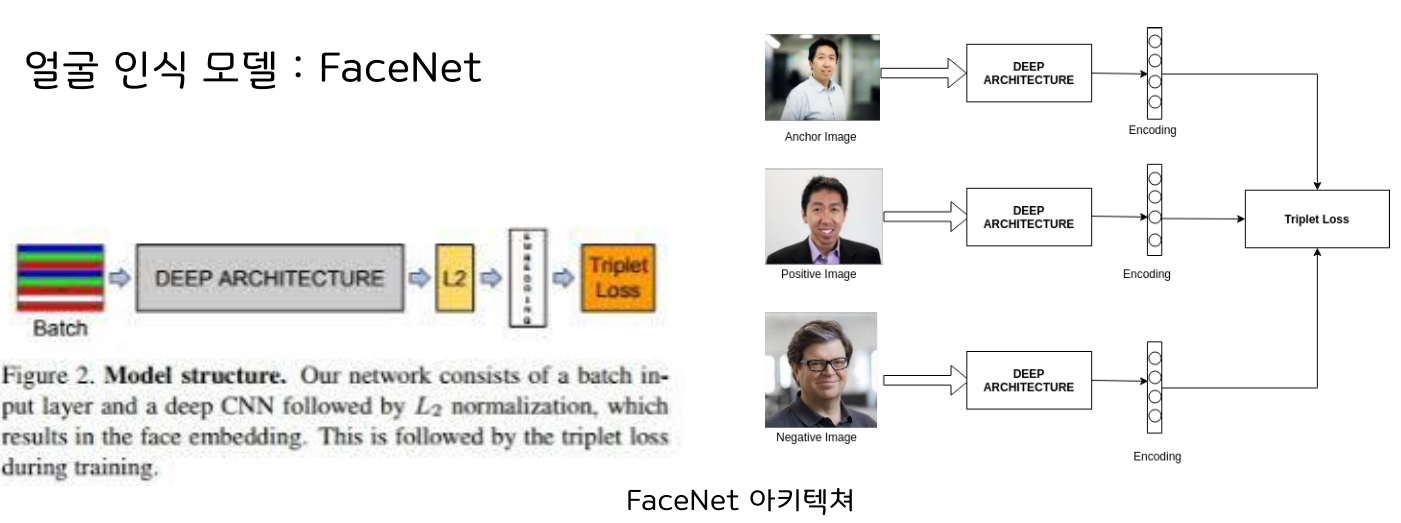 얼굴 인식 모델 : FaceNet
Batch
DEEP ARCHITECTURE
L2
EMBEDDING
Triplet
Loss
Figure 2. Model structure. Our network consists of a batch in-
put layer and a deep CNN followed by L2 normalization, which
results in the face embedding. This is followed by the triplet loss
during training.
Anchor Image
DEEP
ARCHITECTURE
Encoding
Positive Image
DEEP
ARCHITECTURE
Encoding
Triplet Loss
Negative Image
DEEP
ARCHITECTURE
Encoding
FaceNet 아키텍쳐